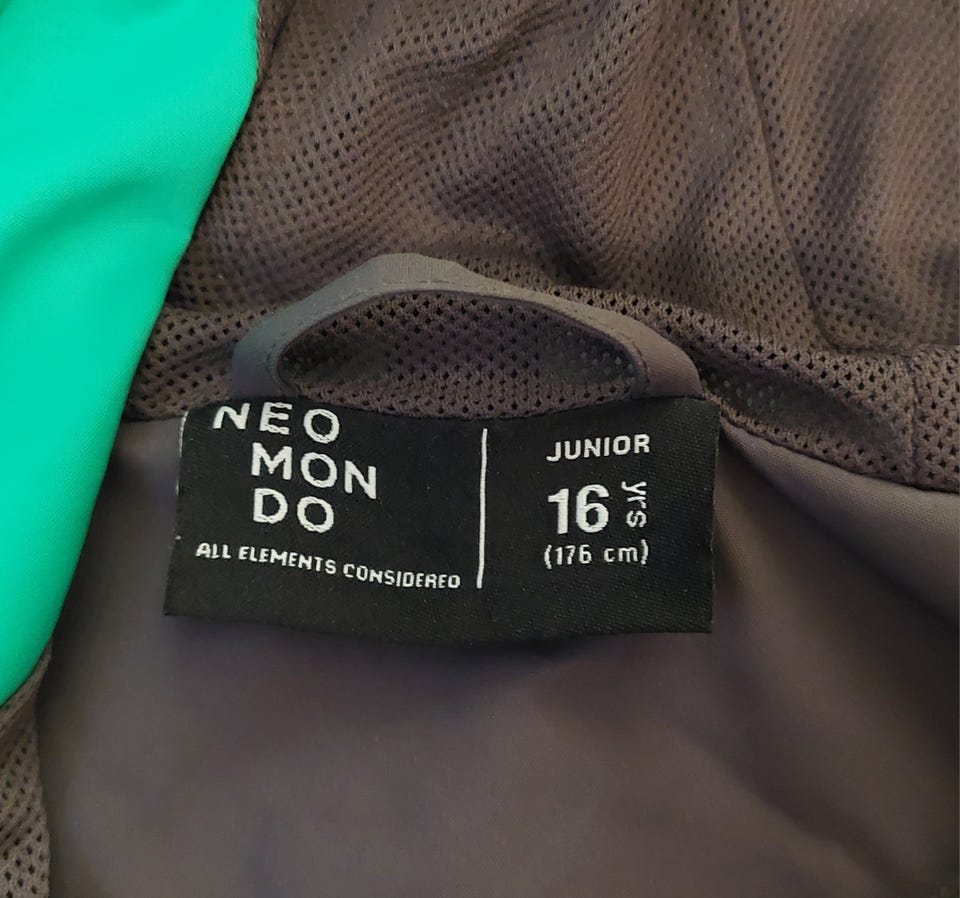 NEO
MON
DO
ALL ELEMENTS CONSIDERED
JUNIOR
16 yrs
(176 cm)